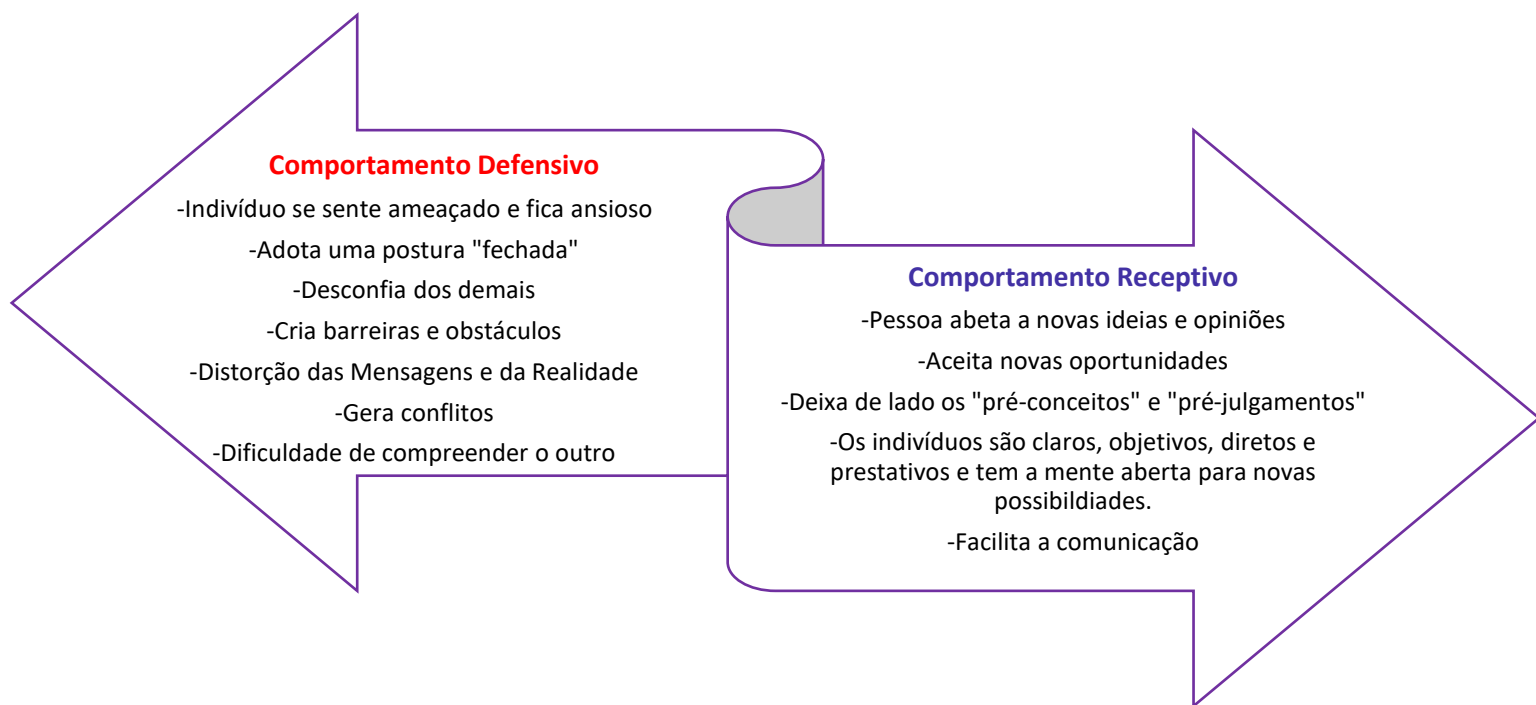 Comportamento Defensivo
-Indivíduo se sente ameaçado e fica ansioso
-Adota uma postura "fechada"
-Desconfia dos demais
-Cria barreiras e obstáculos
-Distorção das Mensagens e da Realidade
-Gera conflitos
-Dificuldade de compreender o outro
Comportamento Receptivo
-Pessoa abeta a novas ideias e opiniões
-Aceita novas oportunidades
-Deixa de lado os "pré-conceitos" e "pré-julgamentos"
-Os indivíduos são claros, objetivos, diretos e
prestativos e tem a mente aberta para novas
possibildiades.
-Facilita a comunicação